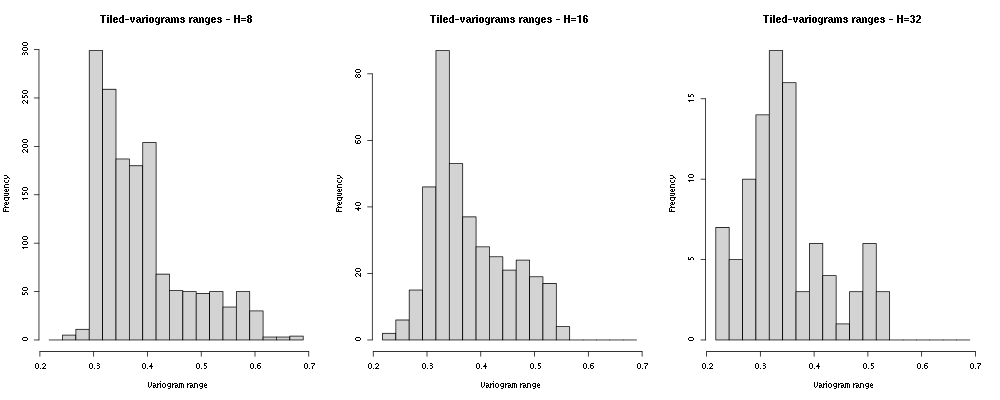 Tiled-variograms ranges - H=8
Tiled-variograms ranges - H=16
Tiled-variograms ranges - H=32
Frequency
0
50
100
150
200
250
300
0.2 0.3 0.4 0.5 0.6 0.7
Variogram range
Frequency
0
20
40
60
80
0.2 0.3 0.4 0.5 0.6 0.7
Variogram range
Frequency
0
5
10
15
0.2 0.3 0.4 0.5 0.6 0.7
Variogram range